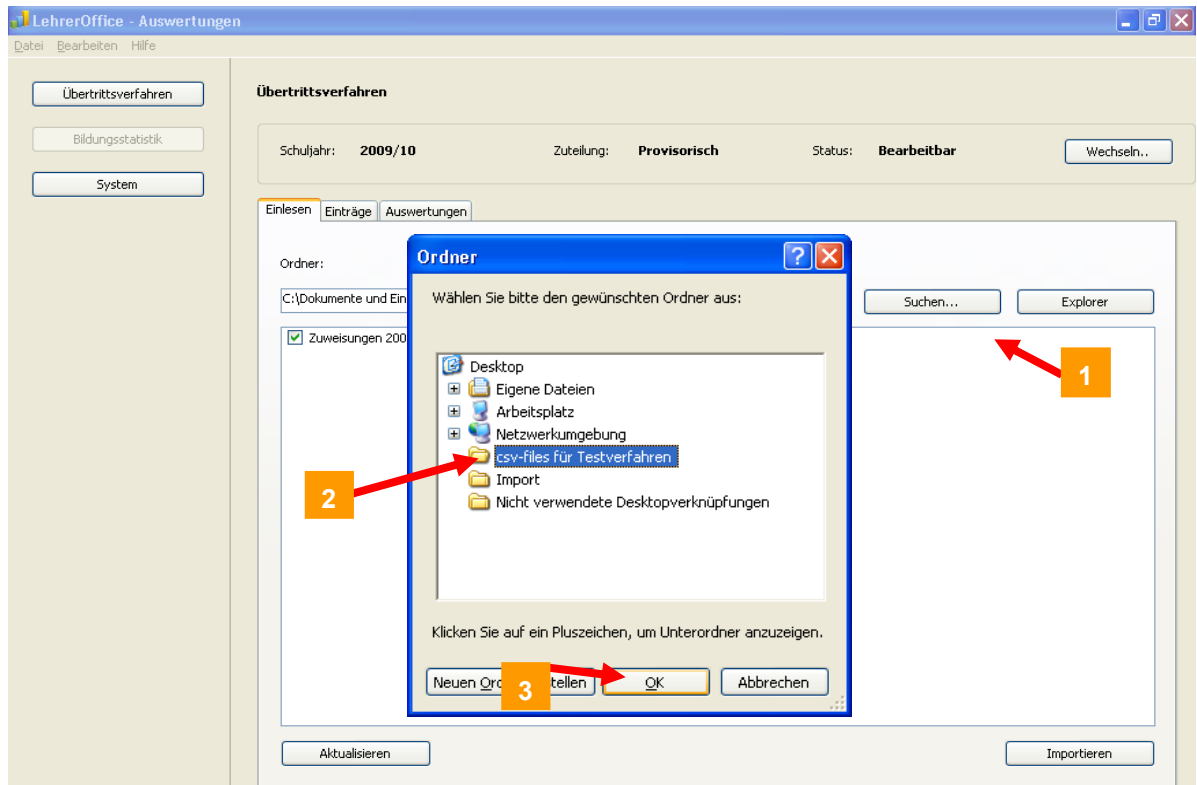 LehrerOffice - Auswertungen
Datei Bearbeiten Hilfe
Übertrittsverfahren
Bildungsstatistik
System
Übertrittsverfahren
Schuljahr: 2009/10 Zuteilung: Provisorisch Status: Bearbeitbar Wechseln..
Einlesen Einträge Auswertungen
Ordner:
C:\Dokumente und Ein
Suchen... Explorer
Zuweisungen 200
1
Ordner
Wählen Sie bitte den gewünschten Ordner aus:
Desktop
Eigene Dateien
Arbeitsplatz
Netzwerkumgebung
csv-files für Testverfahren
Import
Nicht verwendete Desktopverknüpfungen
2
Klicken Sie auf ein Pluszeichen, um Unterordner anzuzeigen.
Neuen Ord tellen OK Abbrechen
3
Aktualisieren Importieren